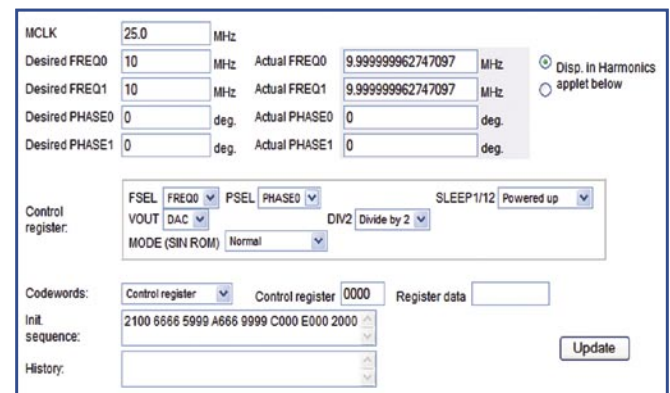 MCLK 25.0 MHz
Desired FREQ0 10 MHz Actual FREQ0 9.999999962747097 MHz Disp. in Harmonics
Desired FREQ1 10 MHz Actual FREQ1 9.999999962747097 MHz applet below
Desired PHASE0 0 deg. Actual PHASE0 0
Desired PHASE1 0 deg. Actual PHASE1 0 deg.
FSEL FREQ0 PSEL PHASE0 SLEEP1/12 Powered up
Control register: VOUT DAC DIV2 Divide by 2
MODE (SIN ROM) Normal
Codewords: Control register Control register 0000 Register data
Init. sequence: 2100 6666 5999 A666 9999 C000 E000 2000
Update
History: